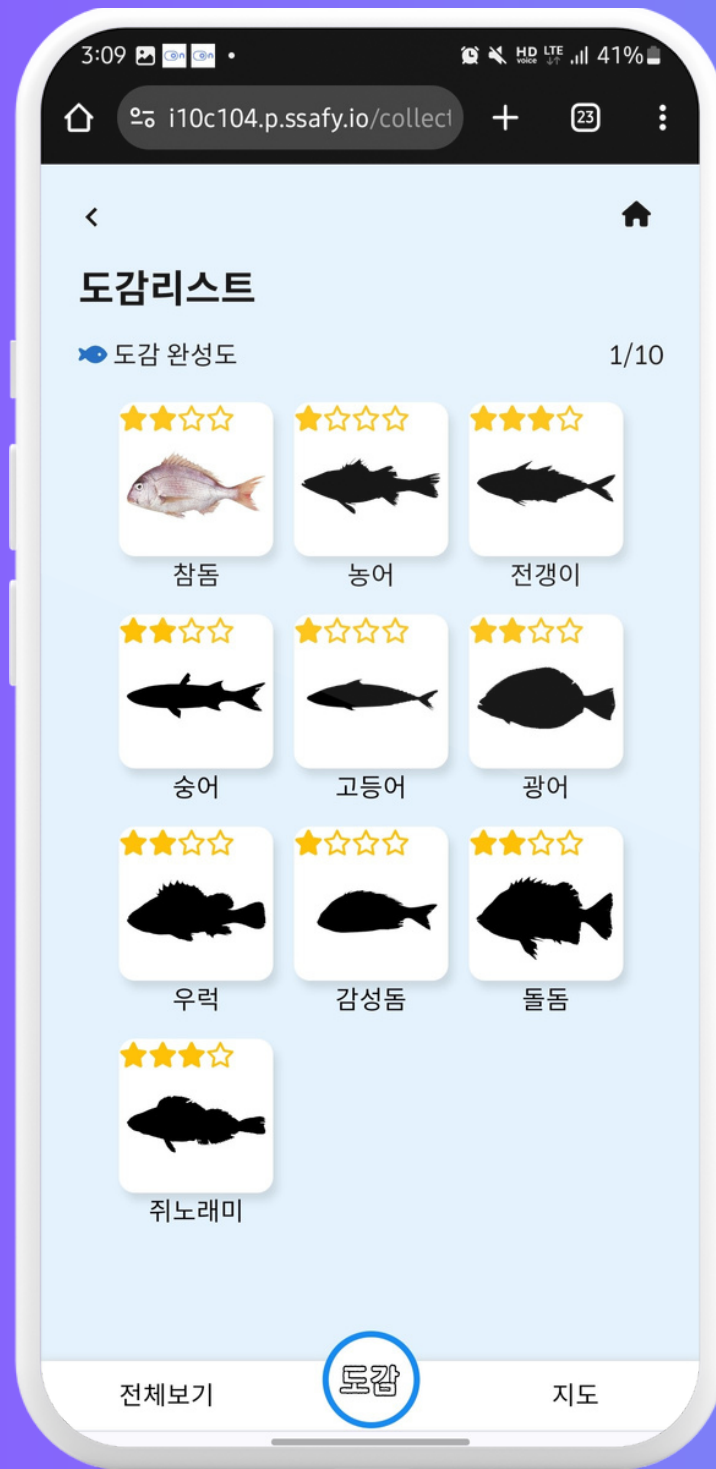 3:09 HD voice LTE 41%
i10c104.p.ssafy.io/collect 23
도감리스트
도감 완성도 1/10
참돔 농어 전갱이
숭어 고등어 광어
우럭 감성돔 돌돔
쥐노래미
전체보기 도감 지도